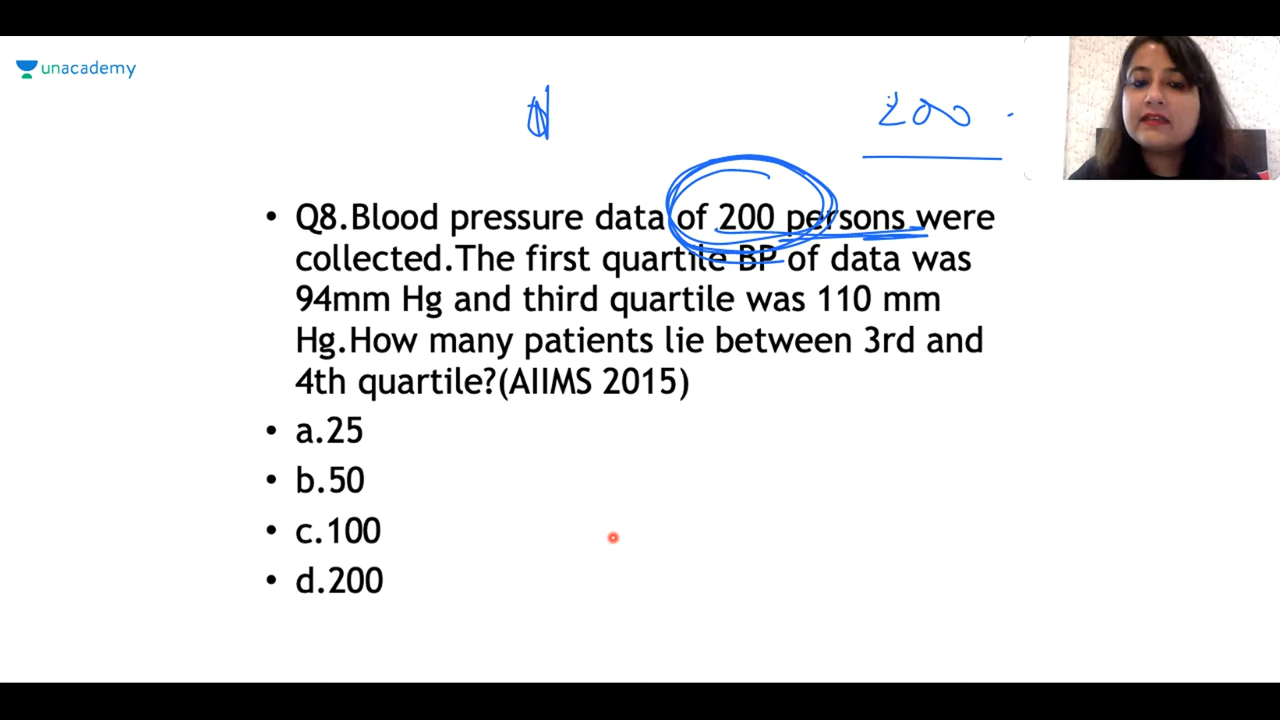 unacademy
200
• Q8.Blood pressure data of 200 persons were
collected.The first quartile BP of data was
94mm Hg and third quartile was 110 mm
Hg.How many patients lie between 3rd and
4th quartile?(AIIMS 2015)
• a.25
• b.50
• c.100
• d.200